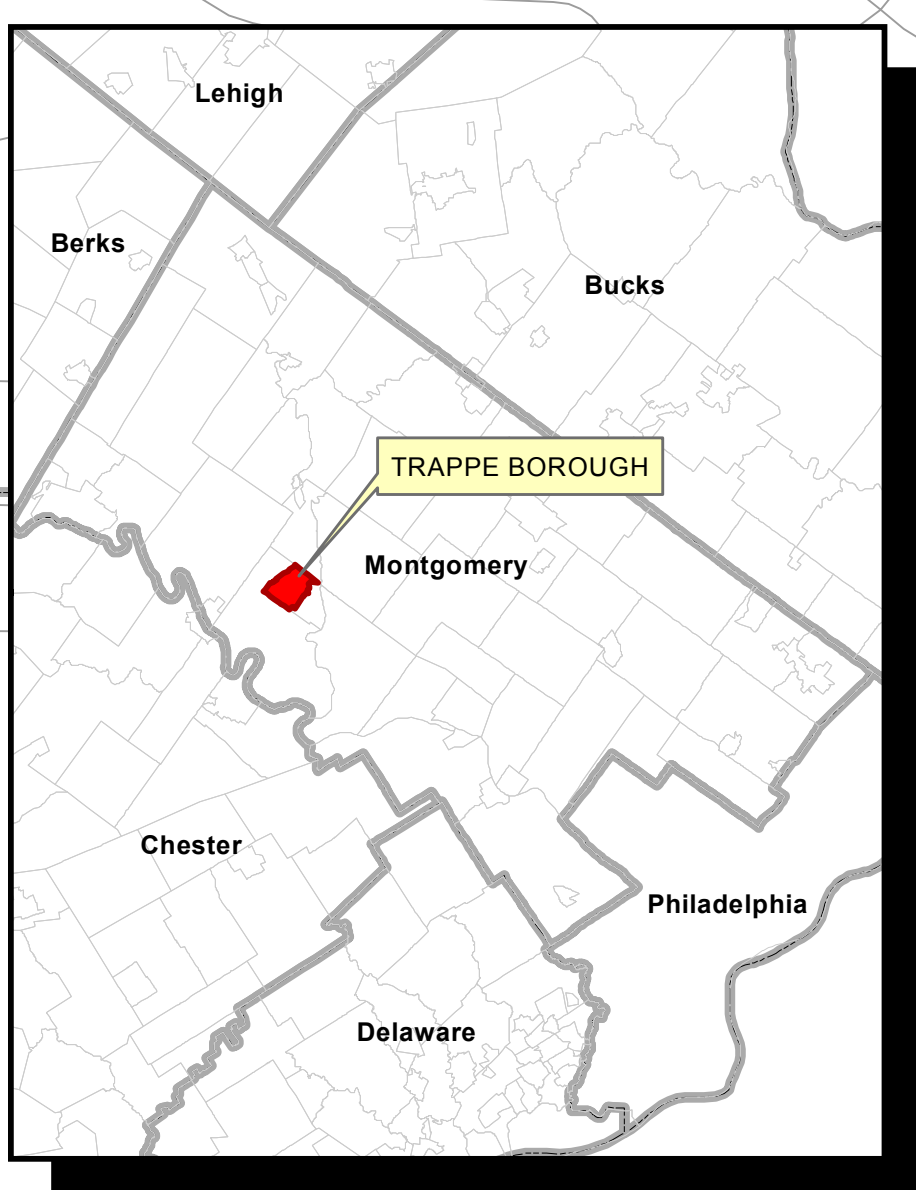 Lehigh
Berks
Bucks
TRAPPE BOROUGH
Montgomery
Chester
Philadelphia
Delaware